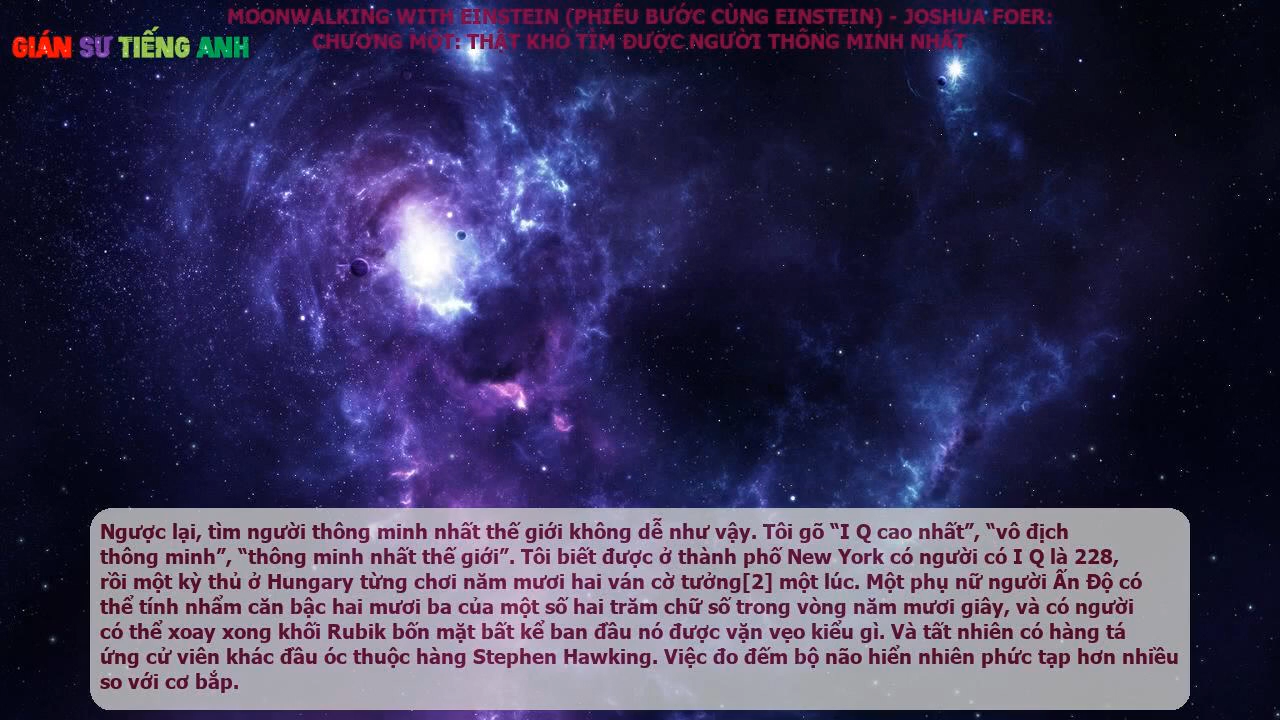 MOONWALKING WITH EINSTEIN (PHIÊU BƯỚC CÙNG EINSTEIN) - JOSHUA FOER:
CHƯƠNG MỘT: THẬT KHÓ TÌM ĐƯỢC NGƯỜI THÔNG MINH NHẤT
GIÁN SƯ TIẾNG ANH
Ngược lại, tìm người thông minh nhất thế giới không dễ như vậy. Tôi gõ “I Q cao nhất”, “vô địch
thông minh”, “thông minh nhất thế giới”. Tôi biết được ở thành phố New York có người có I Q là 228,
rồi một kỳ thủ ở Hungary từng chơi năm mươi hai ván cờ tưởng[2] một lúc. Một phụ nữ người Ấn Độ có
thể tính nhẩm căn bậc hai mươi ba của một số hai trăm chữ số trong vòng năm mươi giây, và có người
có thể xoay xong khối Rubik bốn mặt bất kể ban đầu nó được vặn vẹo kiểu gì. Và tất nhiên có hàng tá
ứng cử viên khác đầu óc thuộc hàng Stephen Hawking. Việc đo đếm bộ não hiển nhiên phức tạp hơn nhiều
so với cơ bắp.